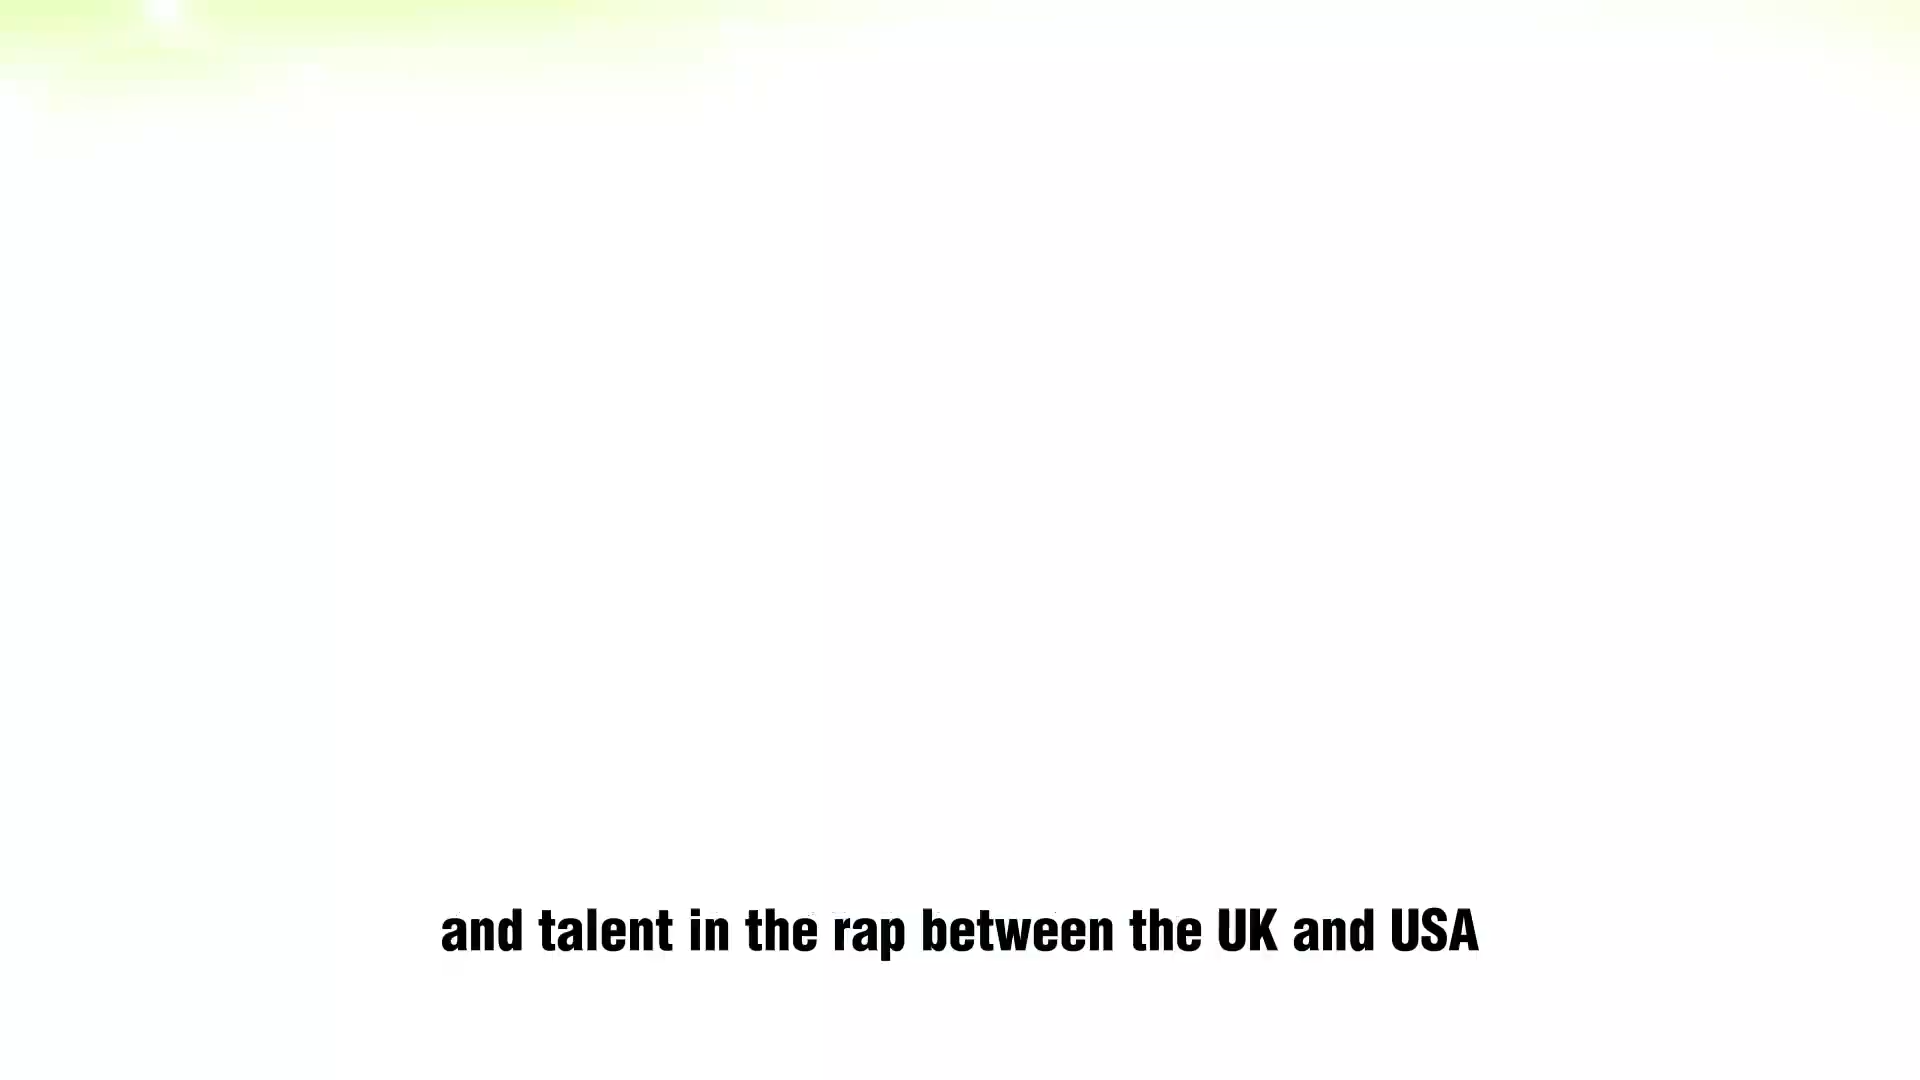 and talent in the rap between the UK and USA